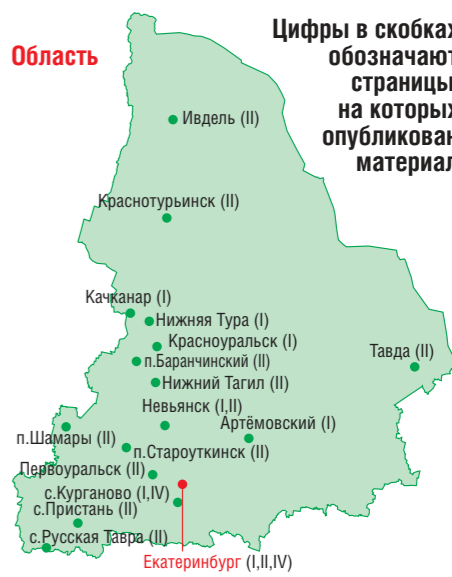 Область
Цифры в скобках
обозначают
страницы,
на которых
опубликован
материал
Ивдель (II)
Краснотурьинск (II)
Качканар (I)
Нижняя Тура (I)
Красноуральск (I)
п.Баранчинский (II)
Тавда (II)
Нижний Тагил (II)
Невьянск (I,II)
Артёмовский (I)
п.Шамары (II)
п.Староуткинск (II)
Первоуральск (II)
с.Курганово (I,IV)
с.Пристань (II)
с.Русская Тавра (II)
Екатеринбург (I,II,IV)